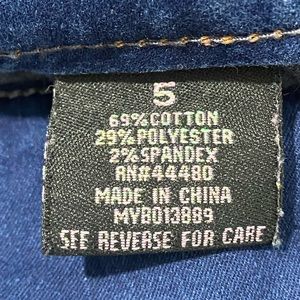 5
69%COTTON
29%POLYESTER
2%SPANDEX
RN#44480
MADE IN CHINA
MYB013889
SEE REVERSE FOR CARE